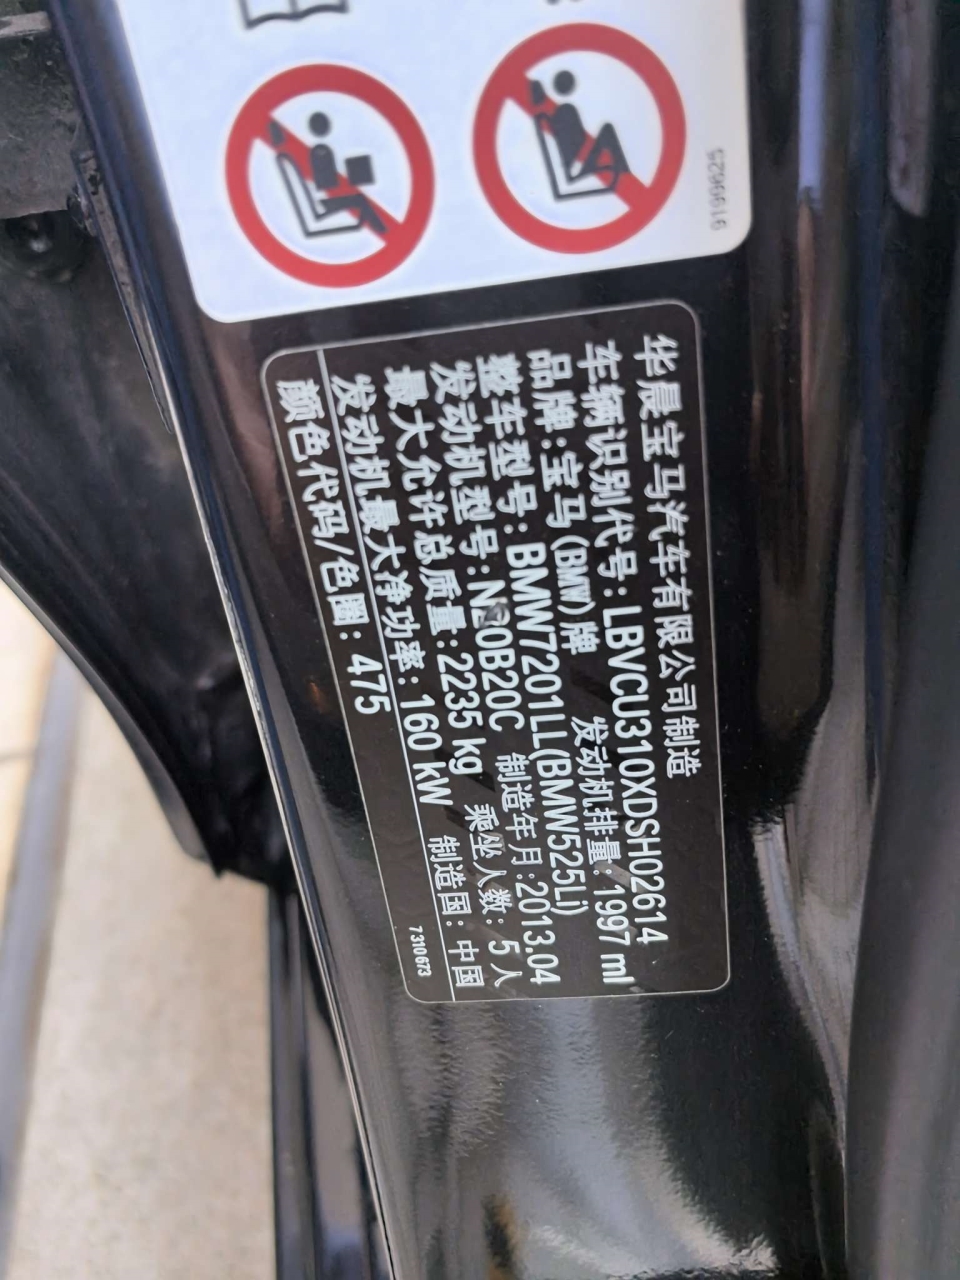 9199625
华晨宝马汽车有限公司制造
车辆识别代号: LBVCU310XDSH02614
品牌: 宝马(BMW)牌 发动机排量: 1997 ml
整车型号: BMW7201LL(BMW525Li)
发动机型号: N20B20C 制造年月: 2013.04
最大允许总质量: 2235 kg 乘坐人数: 5 人
发动机最大净功率: 160 kW 制造国: 中国
颜色代码/色圈: 475 7310673